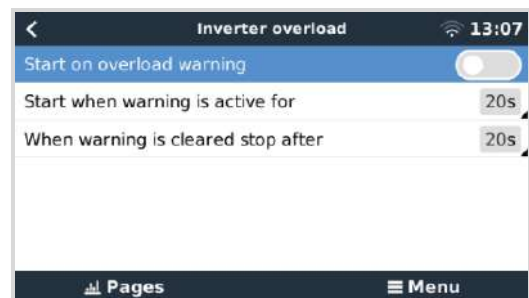 Inverter overload 13:07
Start on overload warning
Start when warning is active for 20s
When warning is cleared stop after 20s
Pages Menu